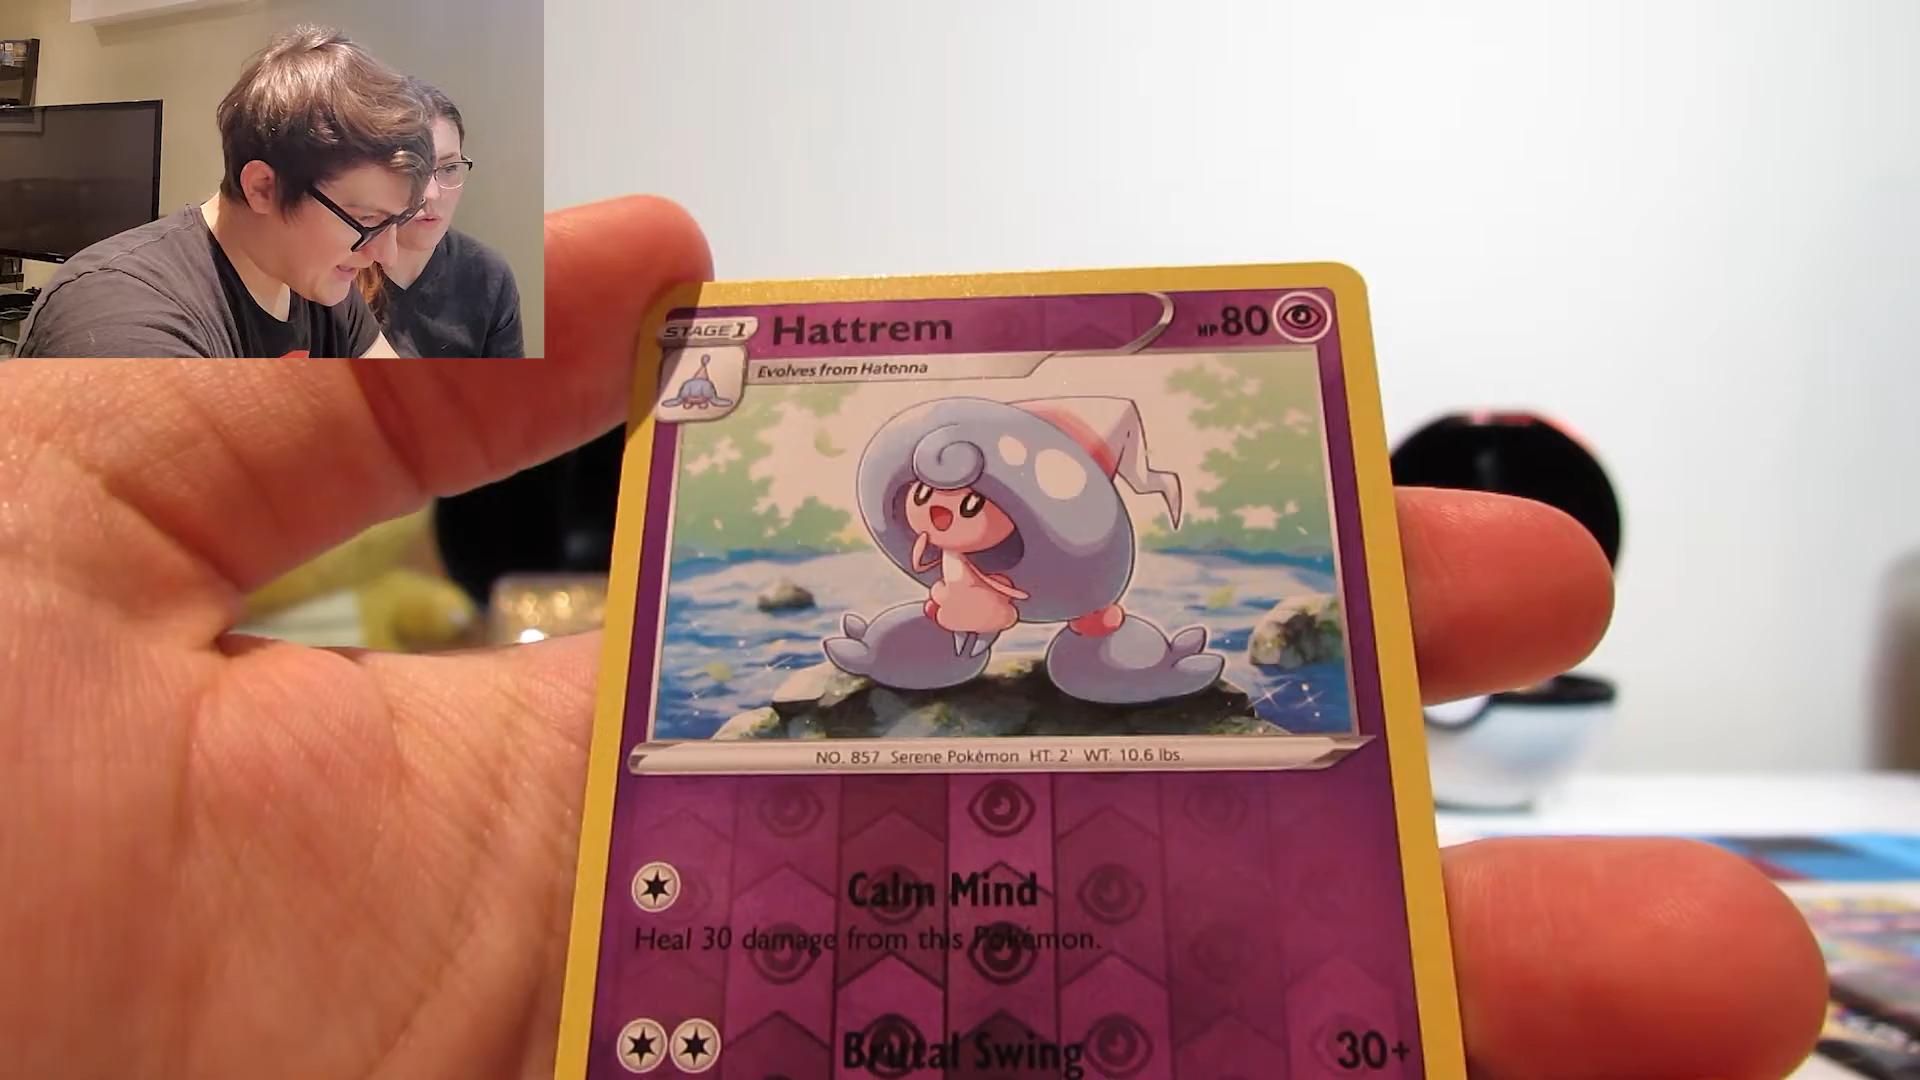 STAGE 1 Hattrem HP 80
Evolves from Hatenna
NO. 857 Serene Pokémon HT: 2' WT: 10.6 lbs.
Calm Mind
Heal 30 damage from this Pokémon.
Brutal Swing 30+